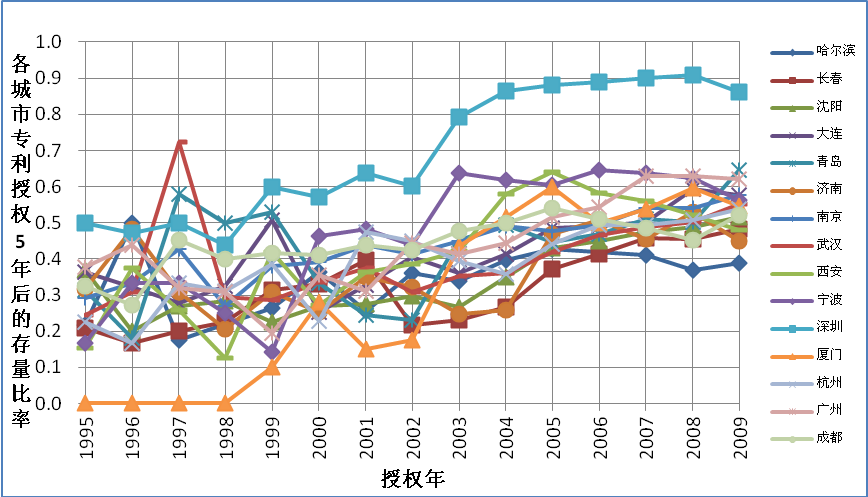 各城市专利授权5年后的存量比率
1.0
0.9
0.8
0.7
0.6
0.5
0.4
0.3
0.2
0.1
0.0
1995 1996 1997 1998 1999 2000 2001 2002 2003 2004 2005 2006 2007 2008 2009
授权年
哈尔滨
长春
沈阳
大连
青岛
济南
南京
武汉
西安
宁波
深圳
厦门
杭州
广州
成都